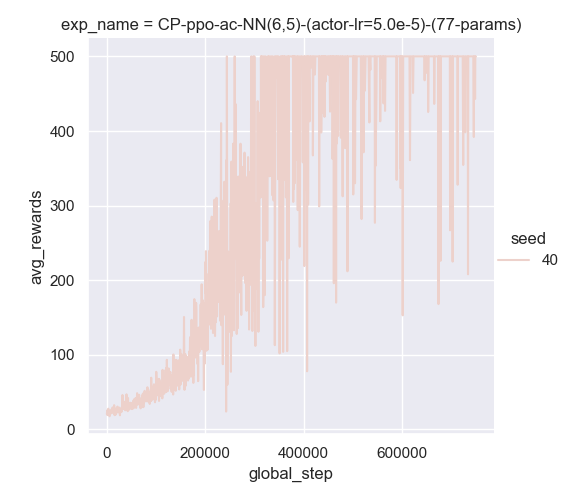 exp_name = CP-ppo-ac-NN(6,5)-(actor-lr=5.0e-5)-(77-params)
500
400
300
200
100
0
avg_rewards
seed
40
0 200000 400000 600000
global_step